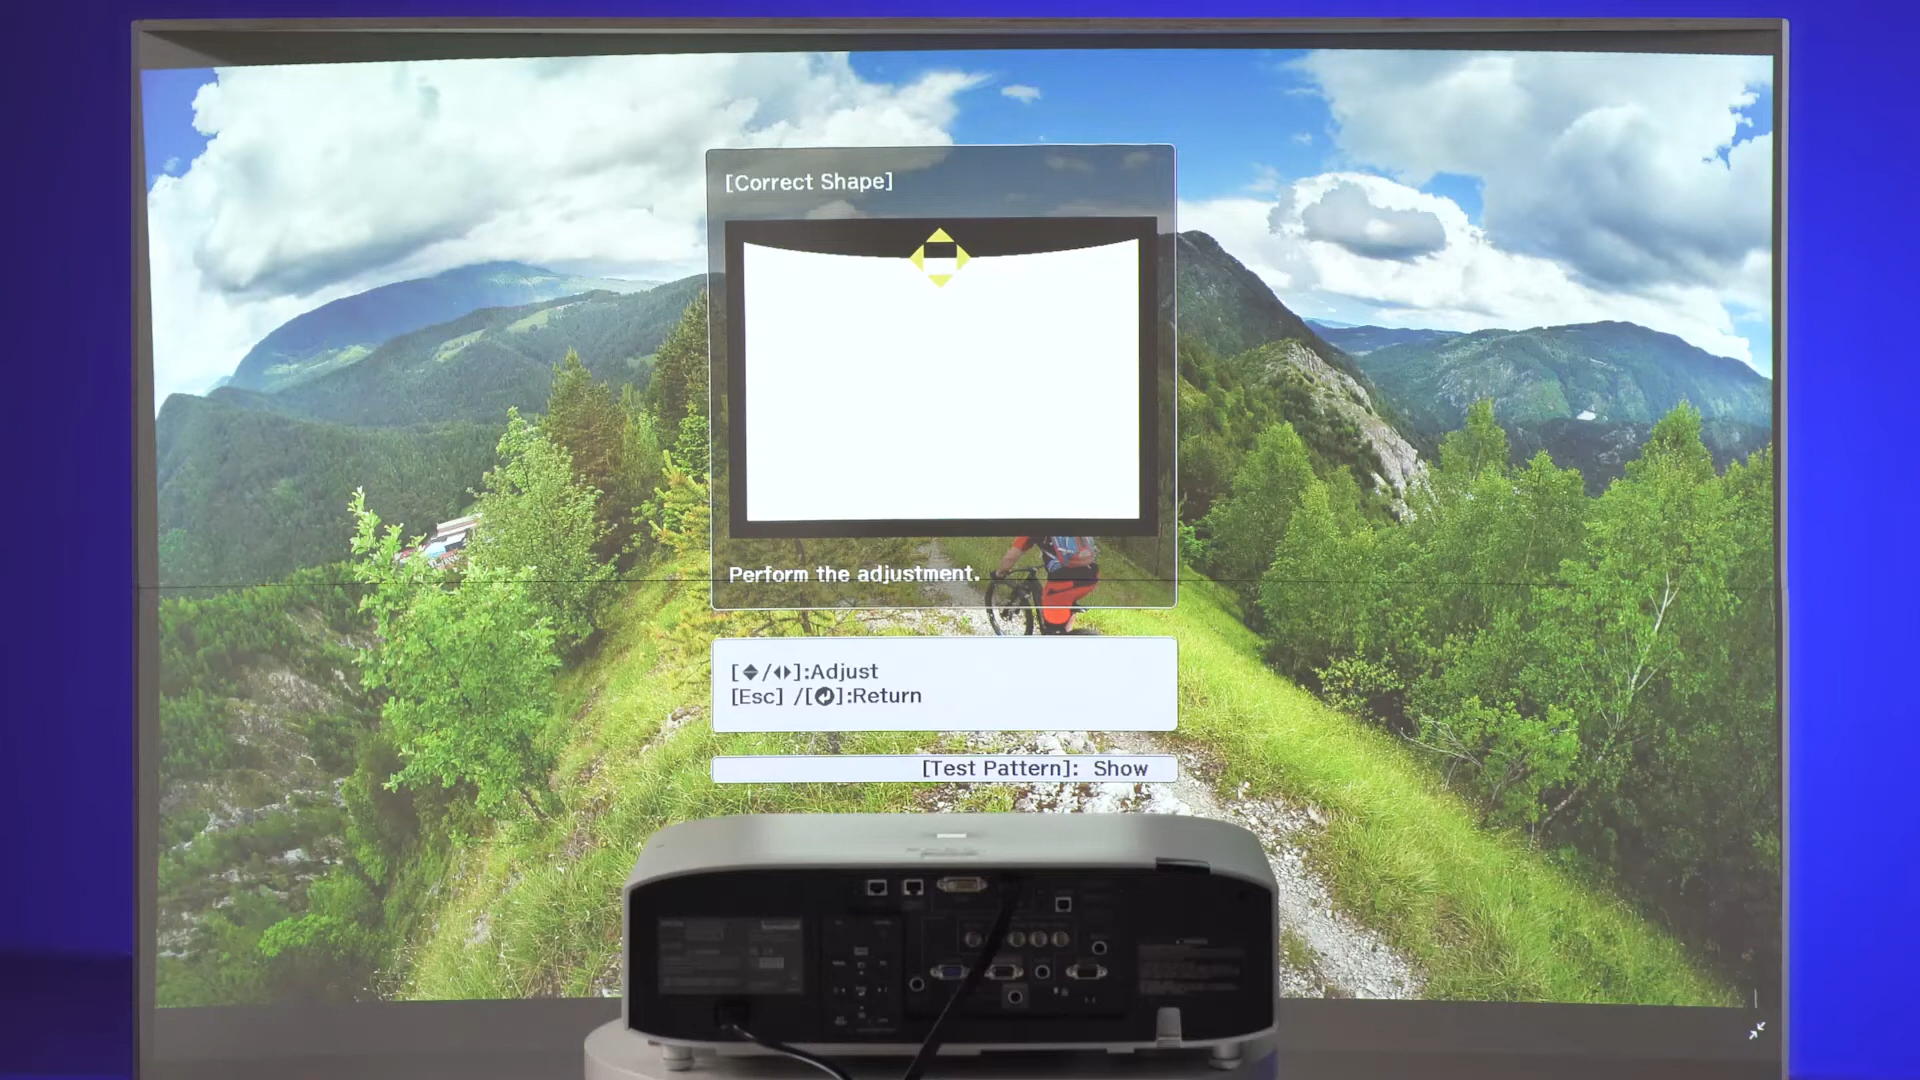 [Correct Shape]
Perform the adjustment.
[◆/◆]:Adjust
[Esc] /[↵]:Return
[Test Pattern]: Show